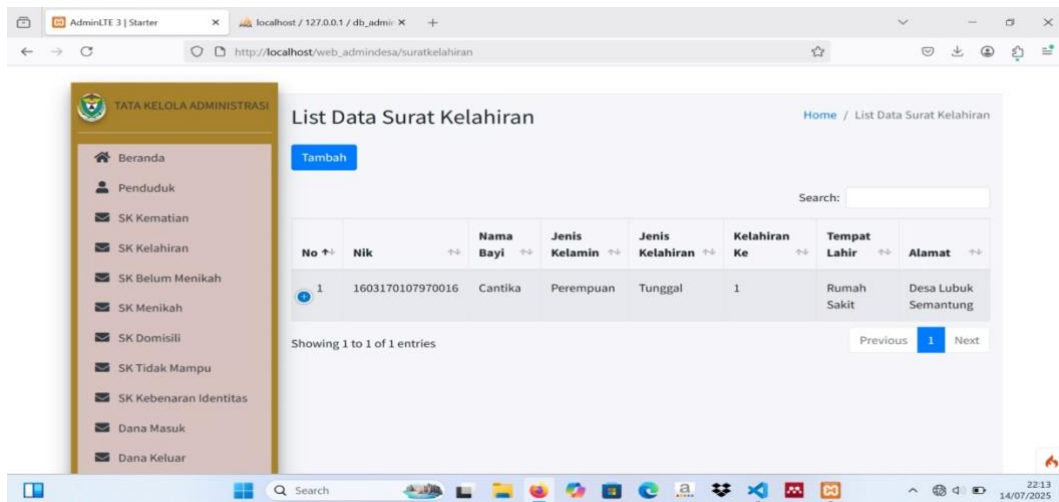 AdminLTE 3 | Starter
localhost / 127.0.0.1 / db_admin
http://localhost/web_admindesa/suratkelahiran
TATA KELOLA ADMINISTRASI
Beranda
Penduduk
SK Kematian
SK Kelahiran
SK Belum Menikah
SK Menikah
SK Domisili
SK Tidak Mampu
SK Kebenaran Identitas
Dana Masuk
Dana Keluar
List Data Surat Kelahiran
Home / List Data Surat Kelahiran
Tambah
Search:
No Nik Nama Bayi Jenis Kelamin Jenis Kelahiran Kelahiran Ke Tempat Lahir Alamat
1 1603170107970016 Cantika Perempuan Tunggal 1 Rumah Sakit Desa Lubuk Semantung
Showing 1 to 1 of 1 entries
Previous 1 Next
Search
22:13
14/07/2025